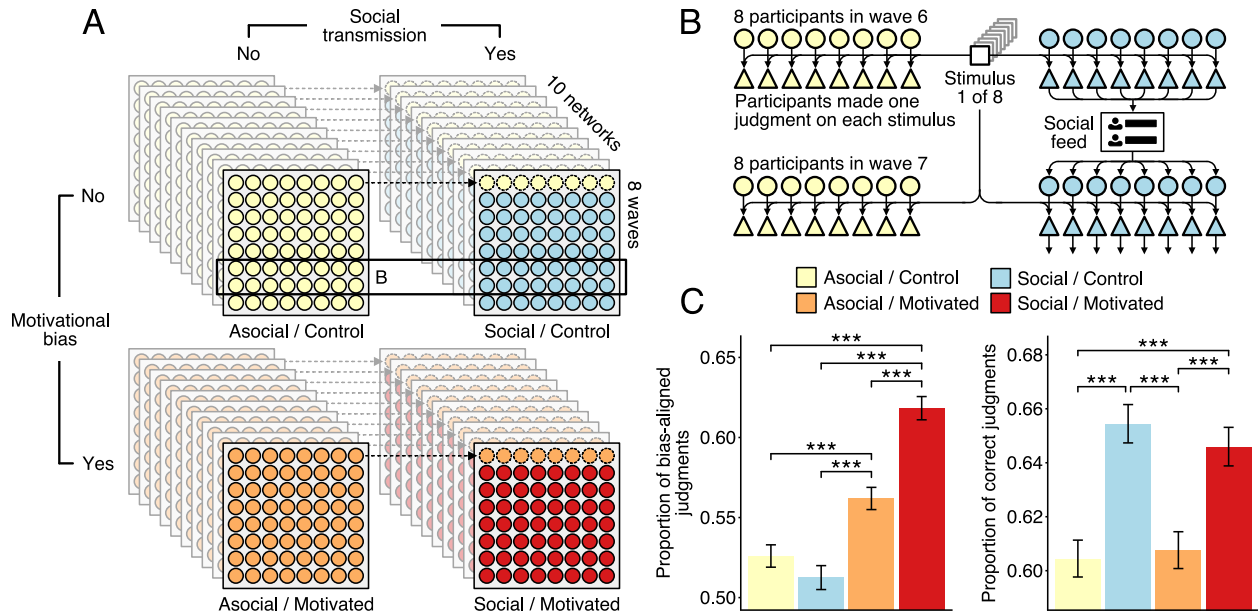 A
Social
transmission
No
Yes
10 networks
8 waves
No
Motivational
bias
Yes
B
Asocial / Control
Social / Control
Asocial / Motivated
Social / Motivated
B
8 participants in wave 6
Participants made one
judgment on each stimulus
8 participants in wave 7
Stimulus
1 of 8
Social
feed
Asocial / Control
Social / Control
Asocial / Motivated
Social / Motivated
C
Proportion of bias-aligned
judgments
0.65
0.60
0.55
0.50
***
***
***
***
***
Proportion of correct judgments
0.68
0.66
0.64
0.62
0.60
***
***
***
***